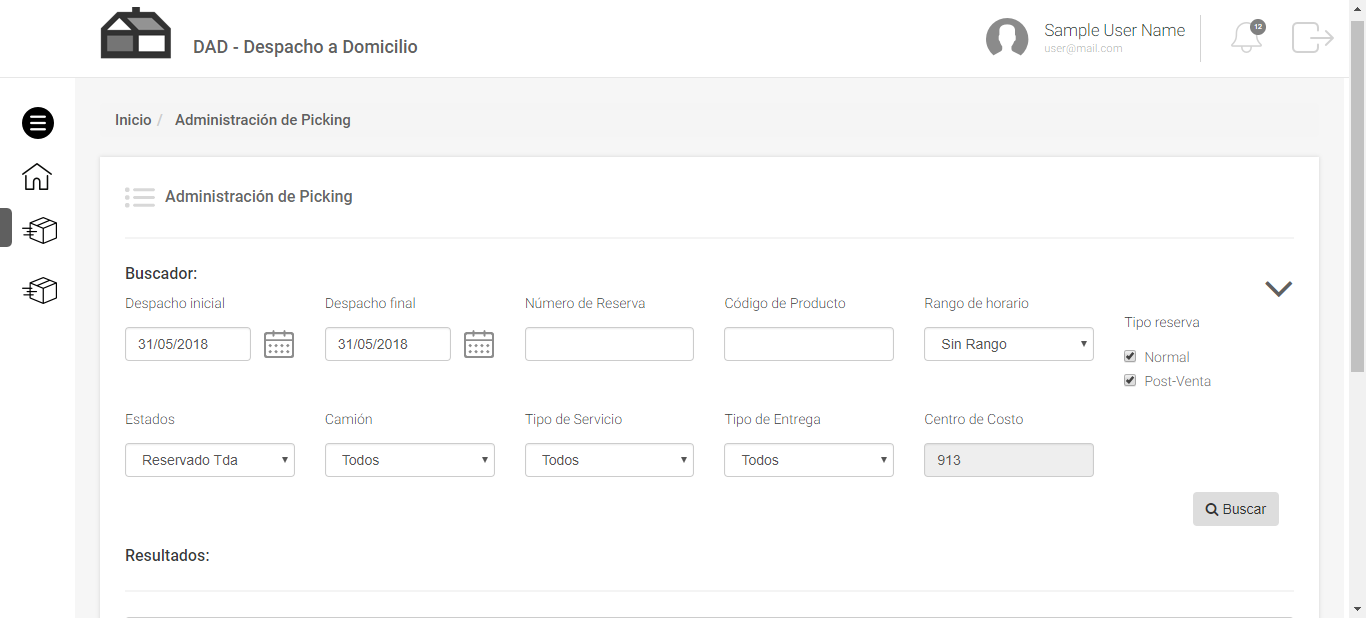 DAD - Despacho a Domicilio
Sample User Name
user@mail.com
12
Inicio / Administración de Picking
Administración de Picking
Buscador:
Despacho inicial
Despacho final
Número de Reserva
Código de Producto
Rango de horario
31/05/2018
31/05/2018
Sin Rango
Tipo reserva
Normal
Post-Venta
Estados
Camión
Tipo de Servicio
Tipo de Entrega
Centro de Costo
Reservado Tda
Todos
Todos
Todos
913
Buscar
Resultados: